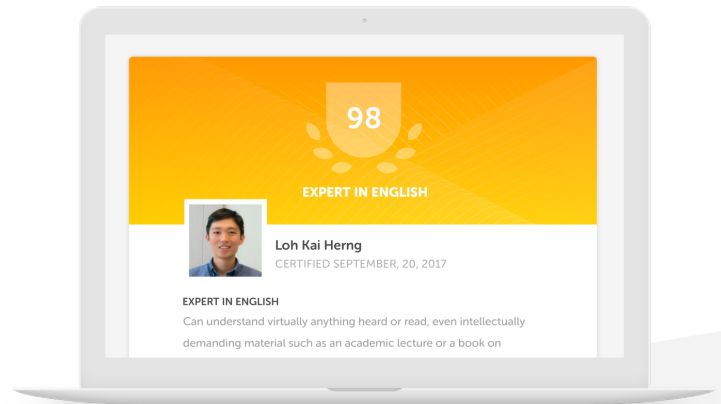 98
EXPERT IN ENGLISH
Loh Kai Herng
CERTIFIED SEPTEMBER, 20, 2017
EXPERT IN ENGLISH
Can understand virtually anything heard or read, even intellectually
demanding material such as an academic lecture or a book on